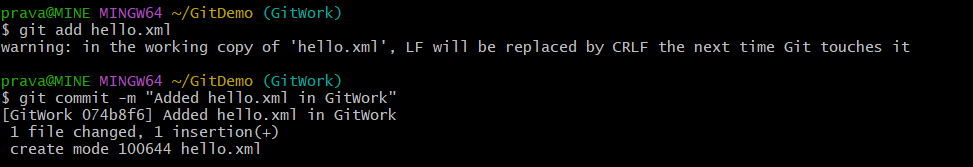 prava@MINE MINGW64 ~/GitDemo (GitWork)
$ git add hello.xml
warning: in the working copy of 'hello.xml', LF will be replaced by CRLF the next time Git touches it
prava@MINE MINGW64 ~/GitDemo (GitWork)
$ git commit -m "Added hello.xml in GitWork"
[GitWork 074b8f6] Added hello.xml in GitWork
 1 file changed, 1 insertion(+)
 create mode 100644 hello.xml